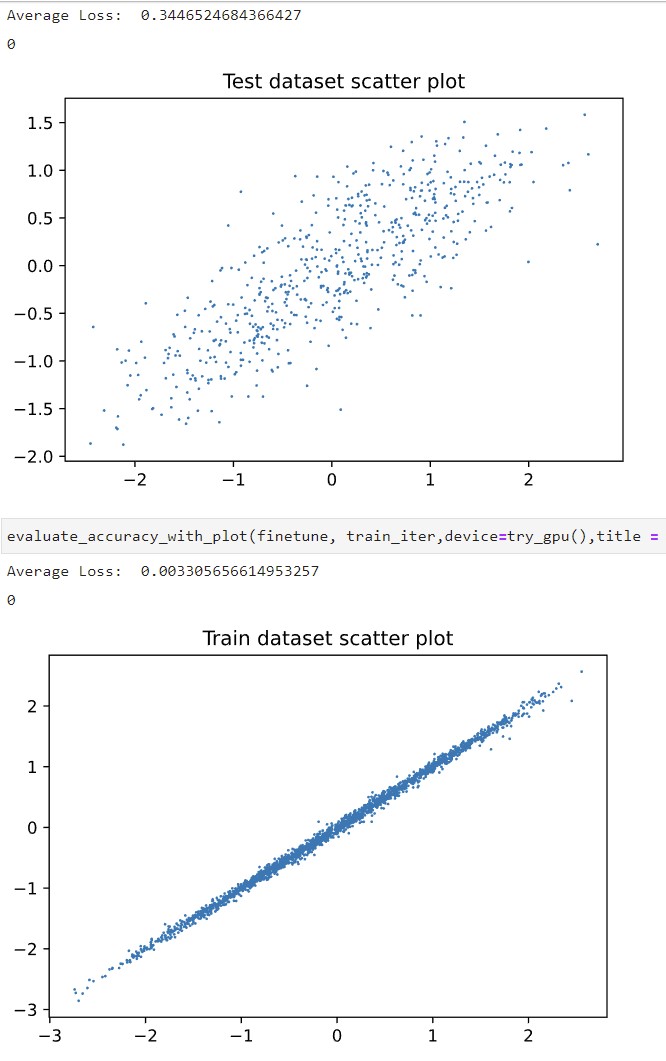 Average Loss:  0.3446524684366427
0
Test dataset scatter plot
1.5
1.0
0.5
0.0
−0.5
−1.0
−1.5
−2.0
−2 −1 0 1 2
evaluate_accuracy_with_plot(finetune, train_iter,device=try_gpu(),title =
Average Loss:  0.003305656614953257
0
Train dataset scatter plot
2
1
0
−1
−2
−3
−3 −2 −1 0 1 2